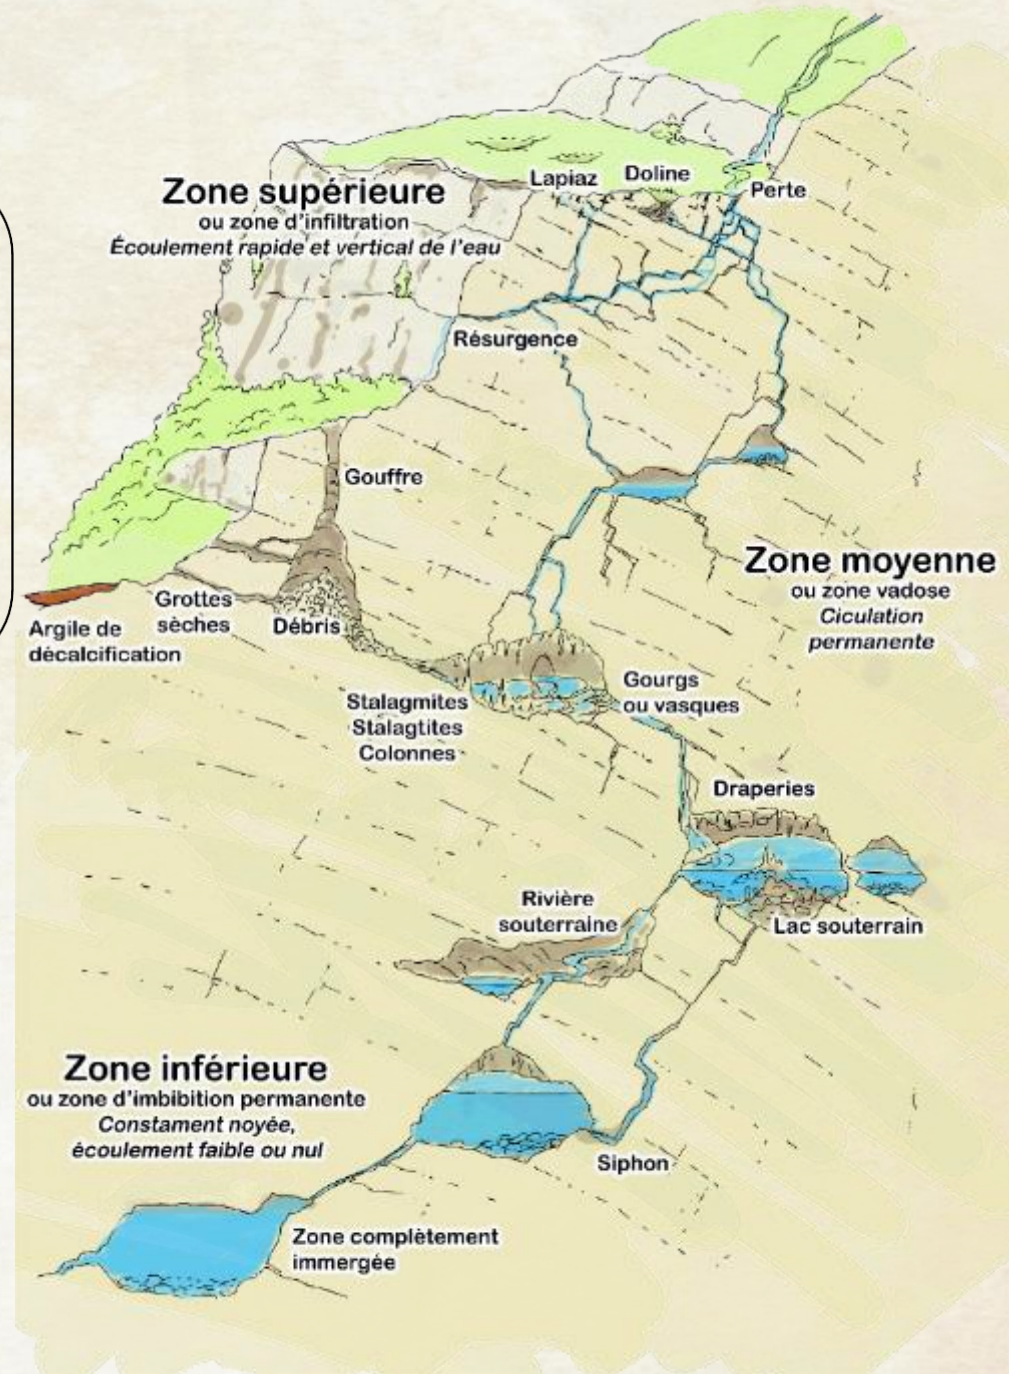 Lapiaz
Doline
Perte
Zone supérieure
ou zone d'infiltration
Écoulement rapide et vertical de l'eau
Résurgence
Gouffre
Zone moyenne
ou zone vadose
Ciculation
permanente
Grottes
sèches
Débris
Argile de
décalcification
Stalagmites
Stalagtites
Colonnes
Gourgs
ou vasques
Draperies
Rivière
souterraine
Lac souterrain
Zone inférieure
ou zone d'imbibition permanente
Constament noyée,
écoulement faible ou nul
Siphon
Zone complètement
immergée